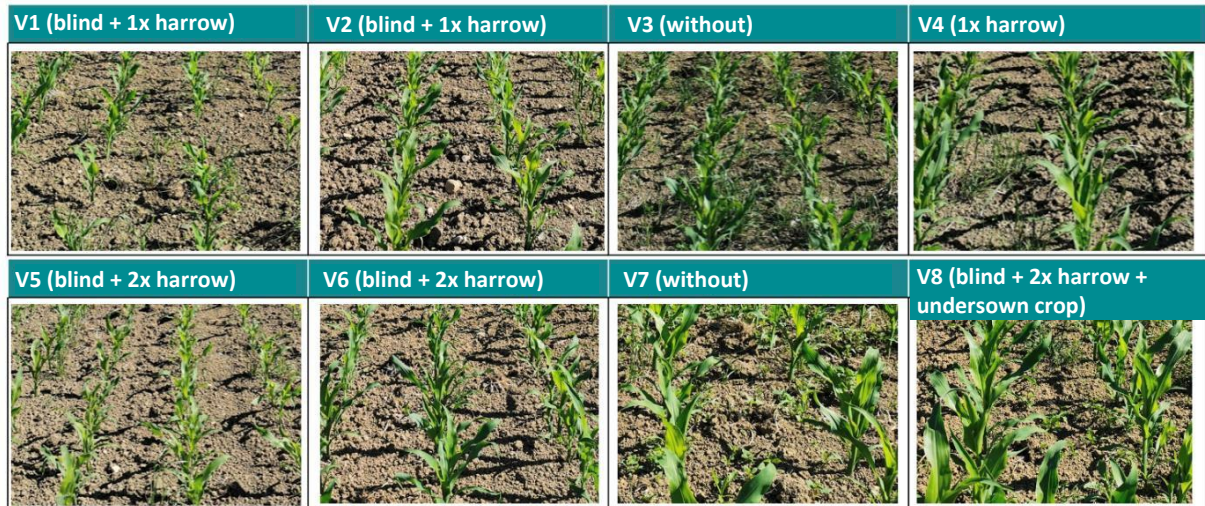 V1 (blind + 1x harrow)
V2 (blind + 1x harrow)
V3 (without)
V4 (1x harrow)
V5 (blind + 2x harrow)
V6 (blind + 2x harrow)
V7 (without)
V8 (blind + 2x harrow +
undersown crop)